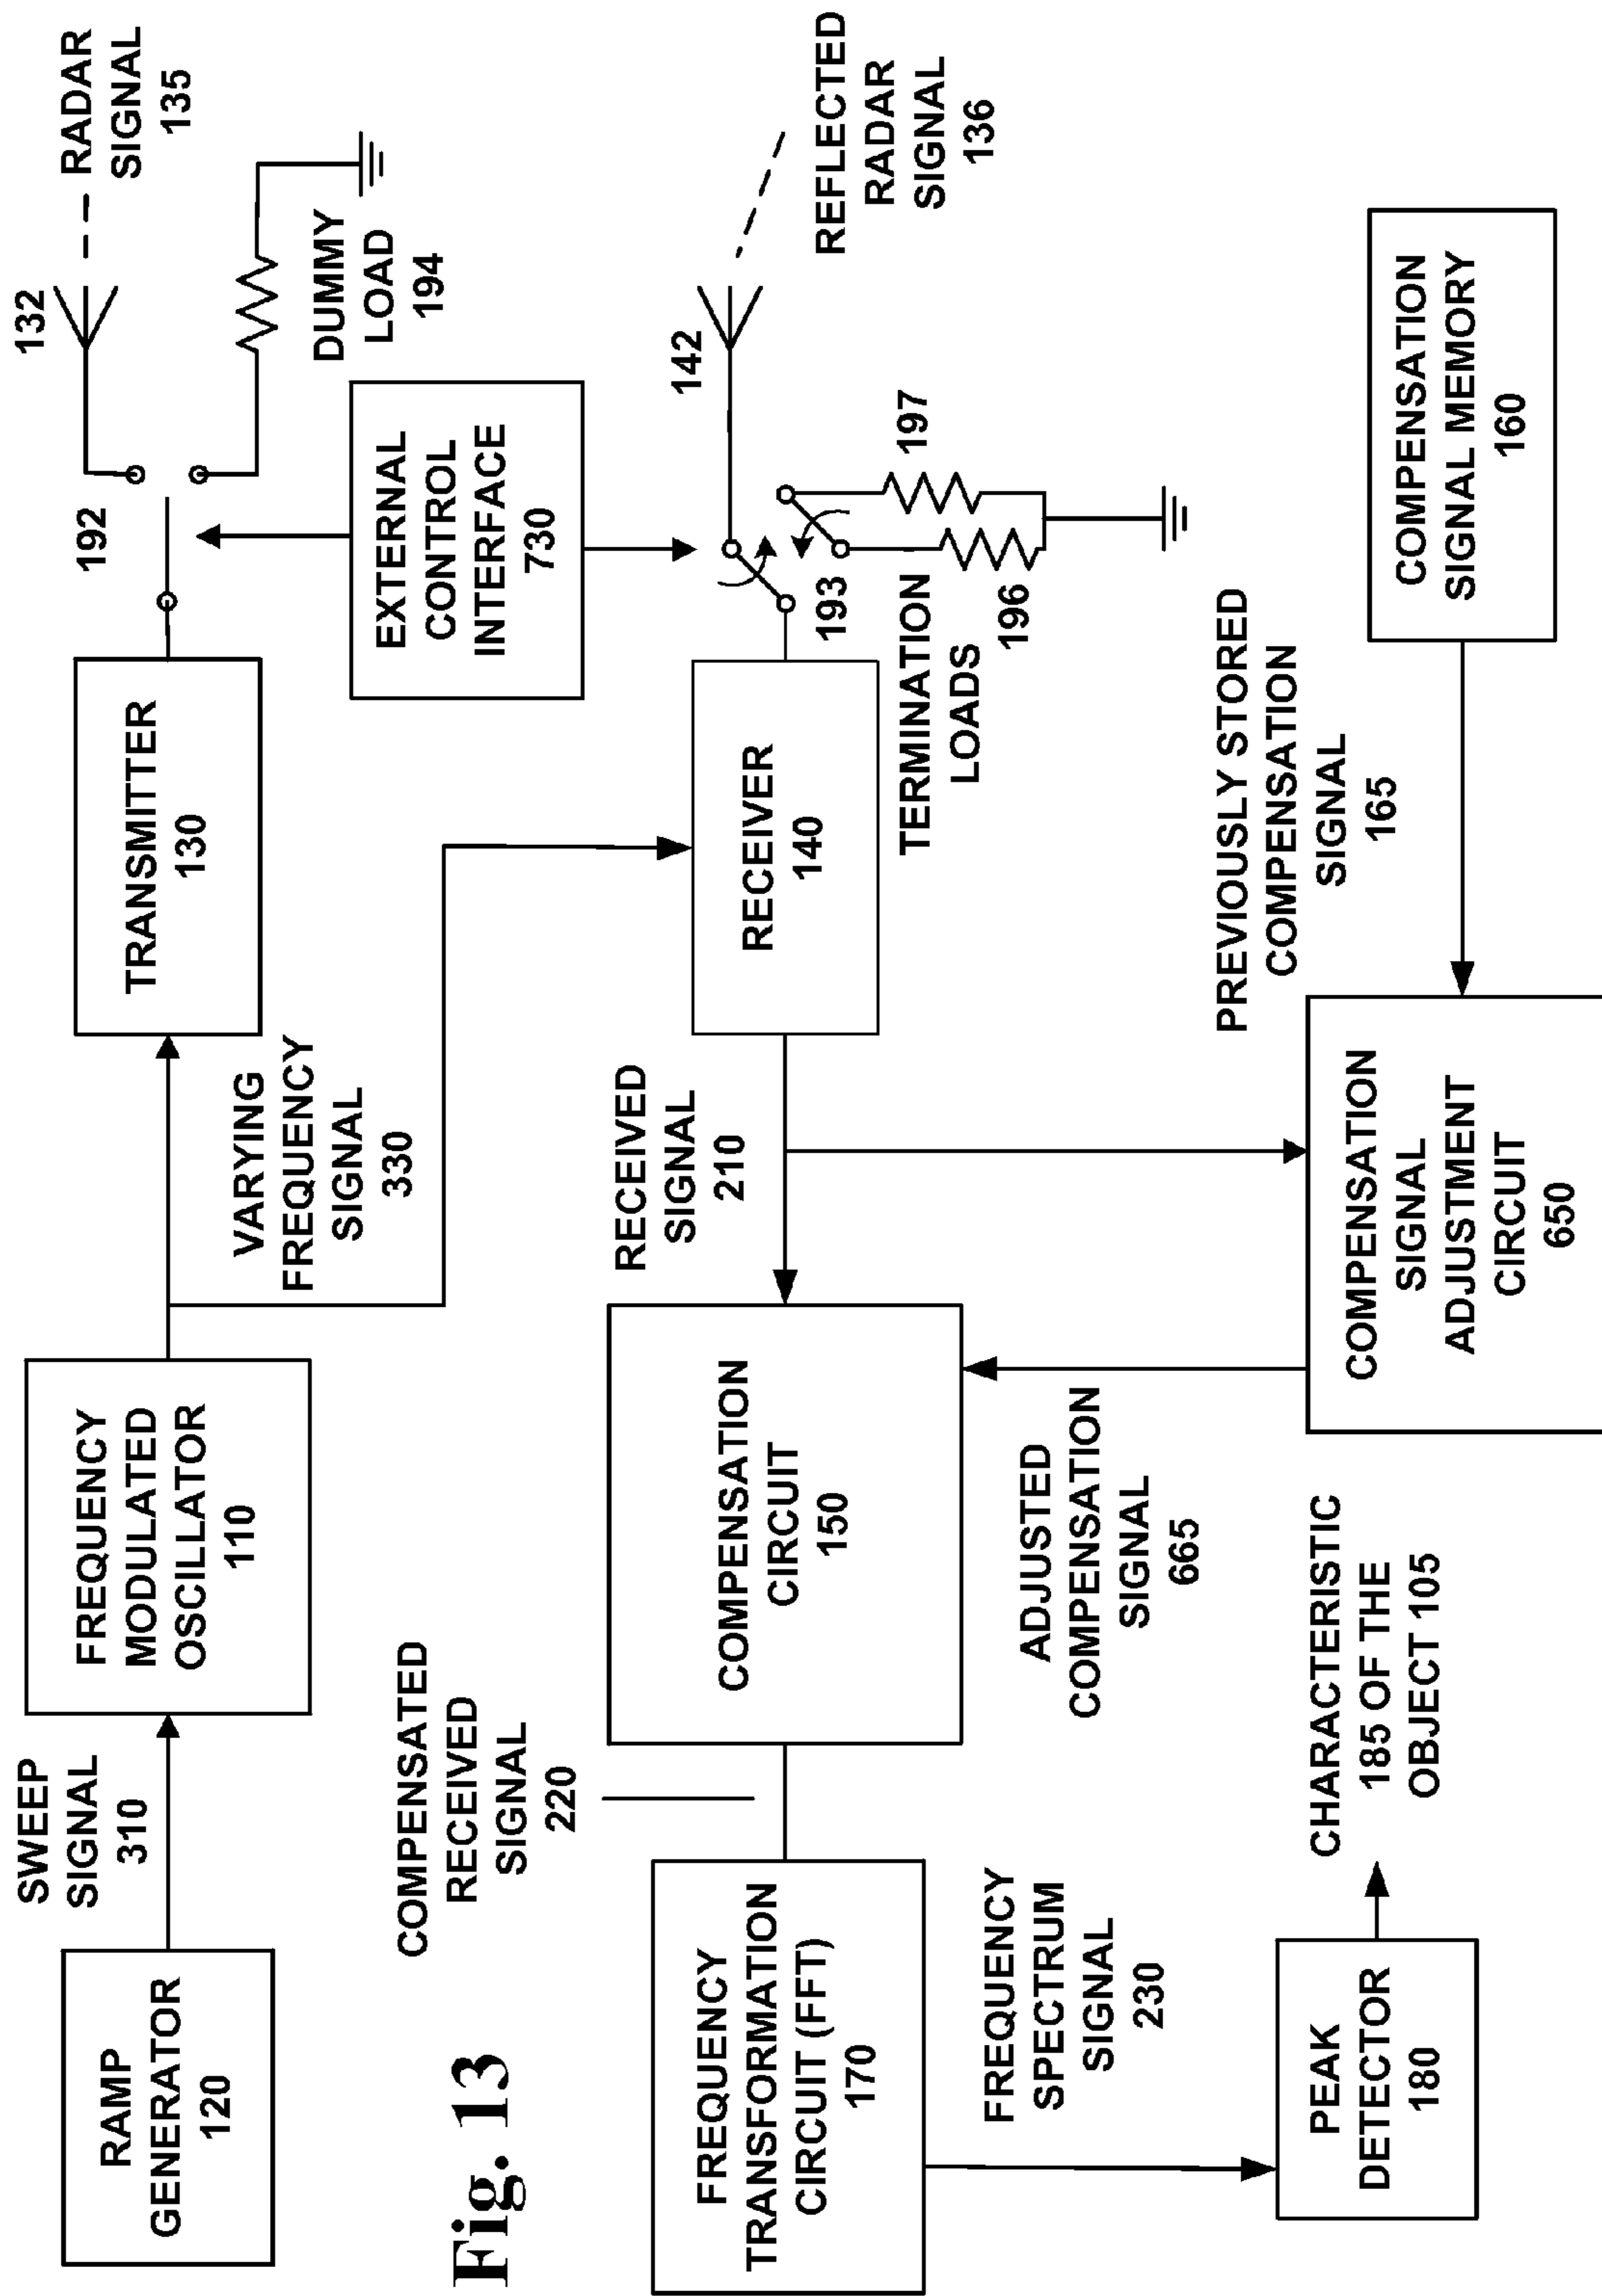 SWEEP
SIGNAL
310
RAMP
GENERATOR
120
FREQUENCY
MODULATED
OSCILLATOR
110
VARYING
FREQUENCY
SIGNAL
330
TRANSMITTER
130
192
132
RADAR
SIGNAL
135
DUMMY
LOAD
194
EXTERNAL
CONTROL
INTERFACE
730
142
REFLECTED
RADAR
SIGNAL
136
193
197
196
TERMINATION
LOADS
RECEIVER
140
RECEIVED
SIGNAL
210
COMPENSATED
RECEIVED
SIGNAL
220
COMPENSATION
CIRCUIT
150
FREQUENCY
TRANSFORMATION
CIRCUIT (FFT)
170
FREQUENCY
SPECTRUM
SIGNAL
230
PEAK
DETECTOR
180
CHARACTERISTIC
185 OF THE
OBJECT 105
ADJUSTED
COMPENSATION
SIGNAL
665
COMPENSATION
SIGNAL
ADJUSTMENT
CIRCUIT
650
PREVIOUSLY STORED
COMPENSATION
SIGNAL
165
COMPENSATION
SIGNAL MEMORY
160
Fig. 13